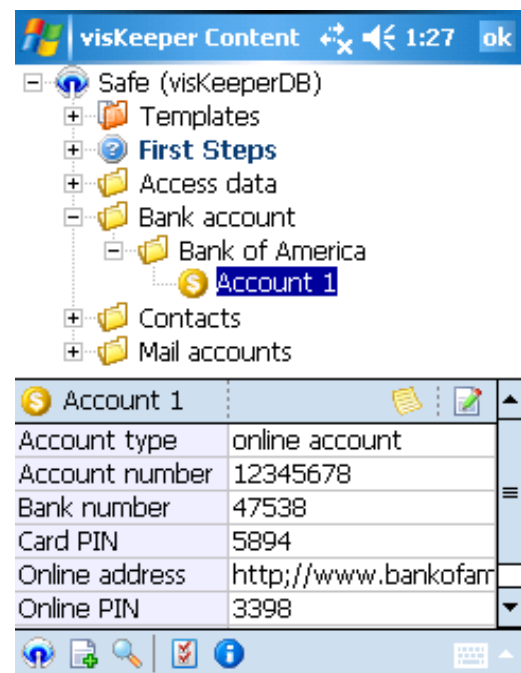 visKeeper Content 1:27 ok
Safe (visKeeperDB)
Templates
First Steps
Access data
Bank account
Bank of America
Account 1
Contacts
Mail accounts
Account 1
Account type online account
Account number 12345678
Bank number 47538
Card PIN 5894
Online address http;//www.bankofam
Online PIN 3398